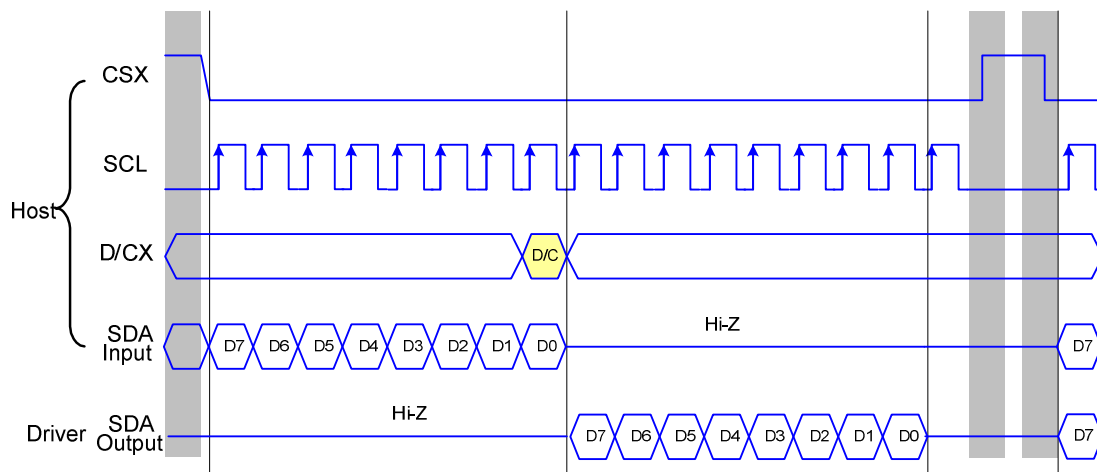 CSX
SCL
Host
D/CX
D/C
SDA
Input
D7 D6 D5 D4 D3 D2 D1 D0
Hi-Z
D7
Hi-Z
Driver
SDA
Output
D7 D6 D5 D4 D3 D2 D1 D0
D7